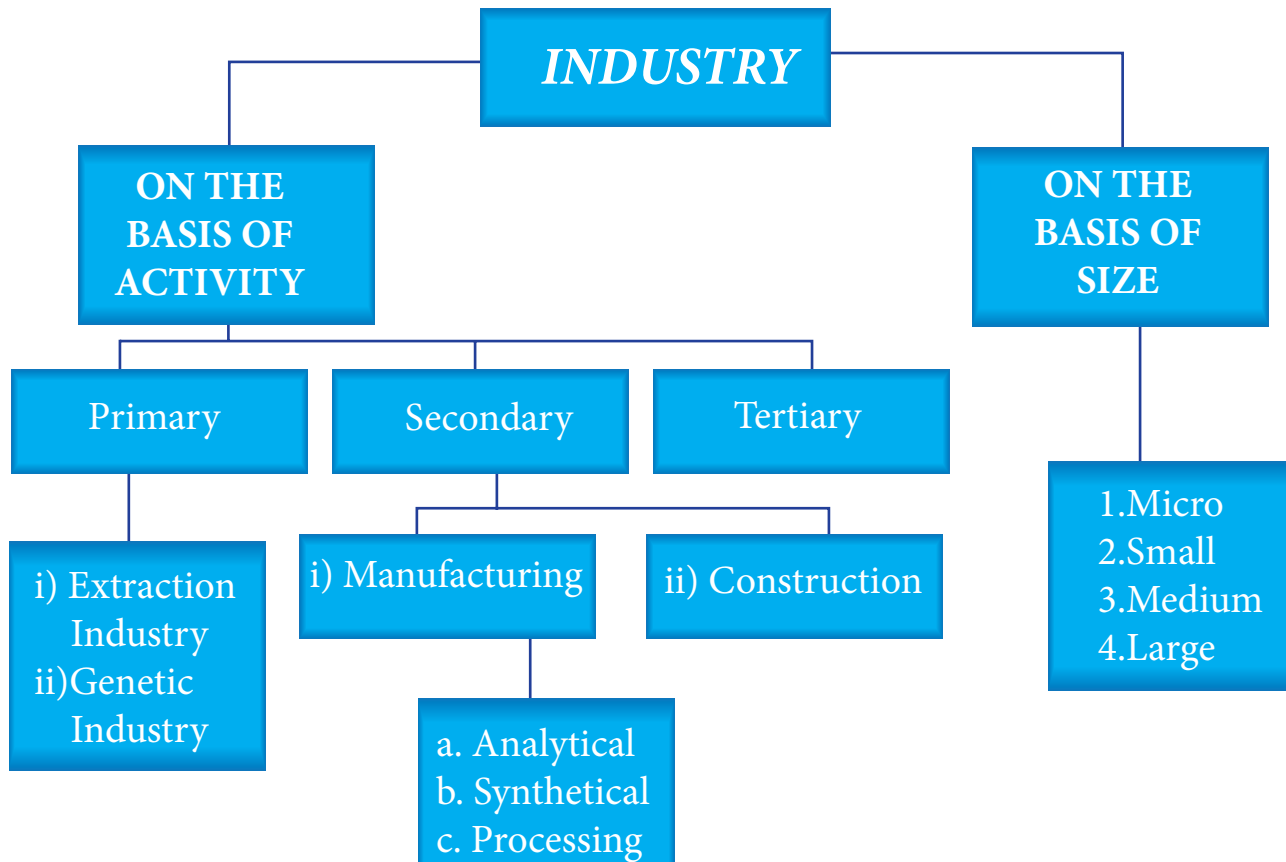 INDUSTRY
ON THE
BASIS OF
ACTIVITY
ON THE
BASIS OF
SIZE
Primary
Secondary
Tertiary
i) Extraction
Industry
ii)Genetic
Industry
i) Manufacturing
ii) Construction
1.Micro
2.Small
3.Medium
4.Large
a. Analytical
b. Synthetical
c. Processing